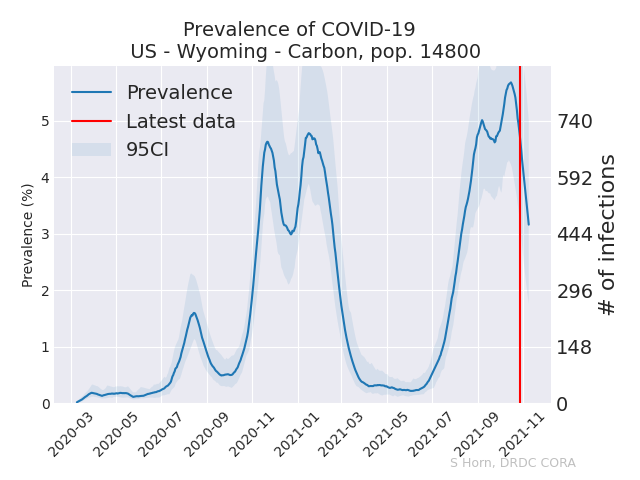 Prevalence of COVID-19
US - Wyoming - Carbon, pop. 14800
Prevalence
Latest data
95CI
Prevalence (%)
5
4
3
2
1
0
740
592
444
296
148
0
# of infections
2020-03
2020-05
2020-07
2020-09
2020-11
2021-01
2021-03
2021-05
2021-07
2021-09
2021-11
S Horn, DRDC CORA